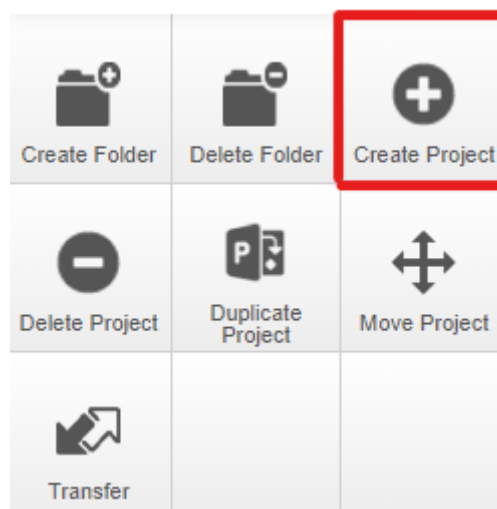 Create Folder
Delete Folder
Create Project
Delete Project
P
Duplicate
Project
Move Project
Transfer